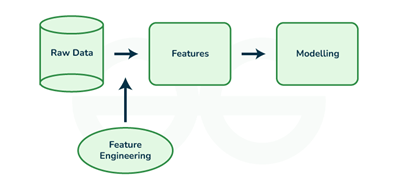 Raw Data
Features
Modelling
Feature
Engineering